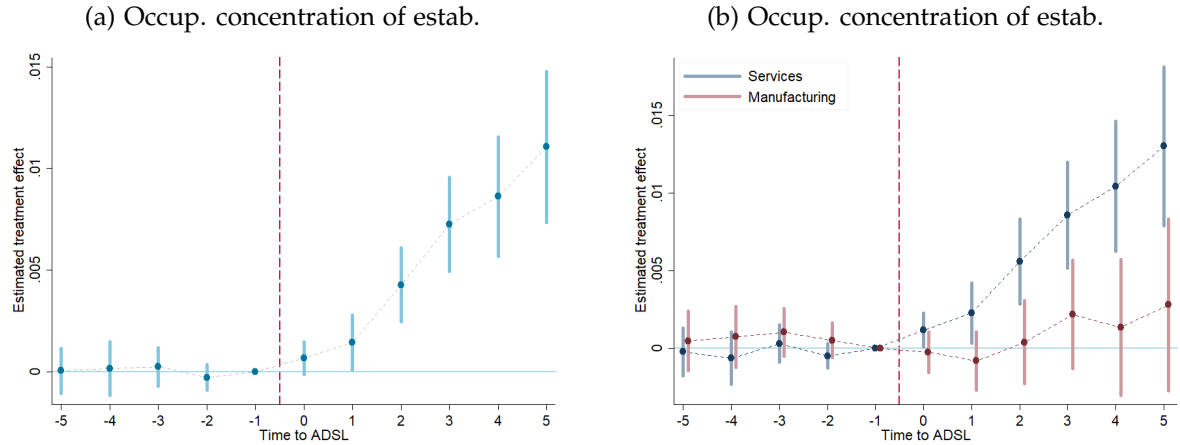 (a) Occup. concentration of estab.
Estimated treatment effect
.015
.01
.005
0
-5 -4 -3 -2 -1 0 1 2 3 4 5
Time to ADSL
(b) Occup. concentration of estab.
Services
Manufacturing
Estimated treatment effect
.015
.01
.005
0
-5 -4 -3 -2 -1 0 1 2 3 4 5
Time to ADSL